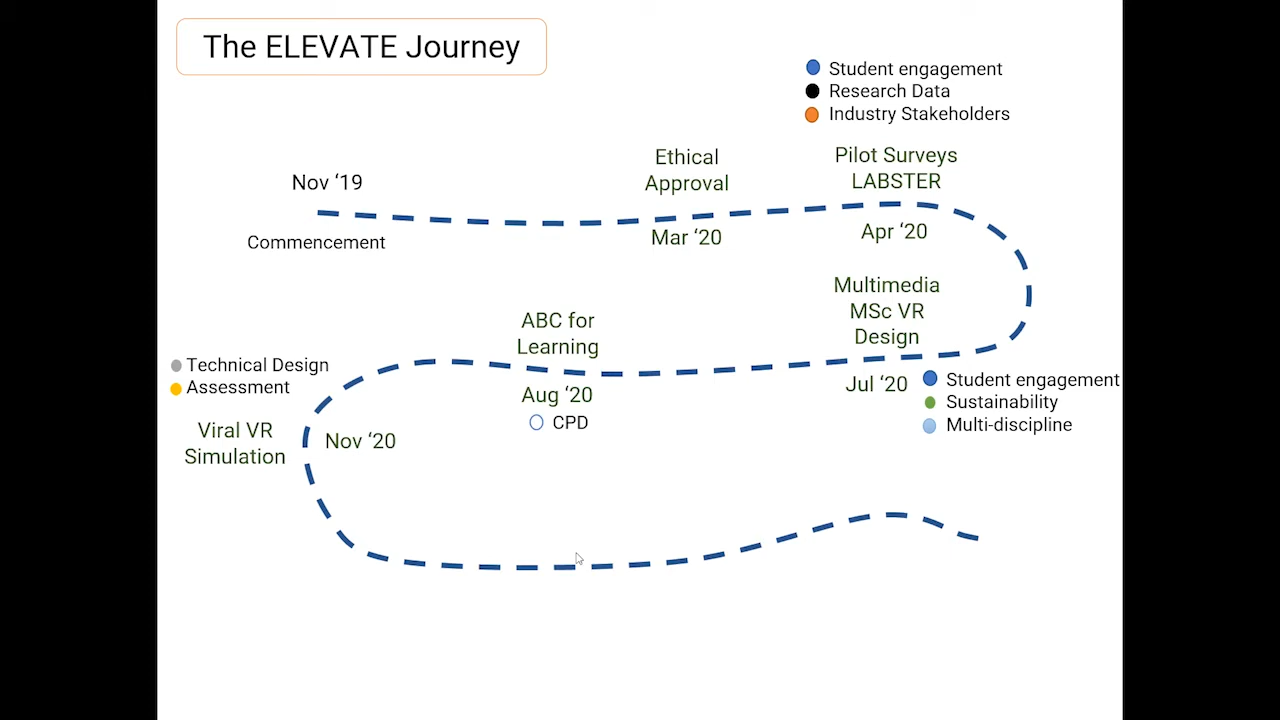 The ELEVATE Journey
Student engagement
Research Data
Industry Stakeholders
Nov ‘19
Commencement
Ethical
Approval
Mar ‘20
Pilot Surveys
LABSTER
Apr ‘20
Multimedia
MSc VR
Design
Jul ‘20
Student engagement
Sustainability
Multi-discipline
ABC for
Learning
Aug ‘20
CPD
Technical Design
Assessment
Viral VR
Simulation
Nov ‘20